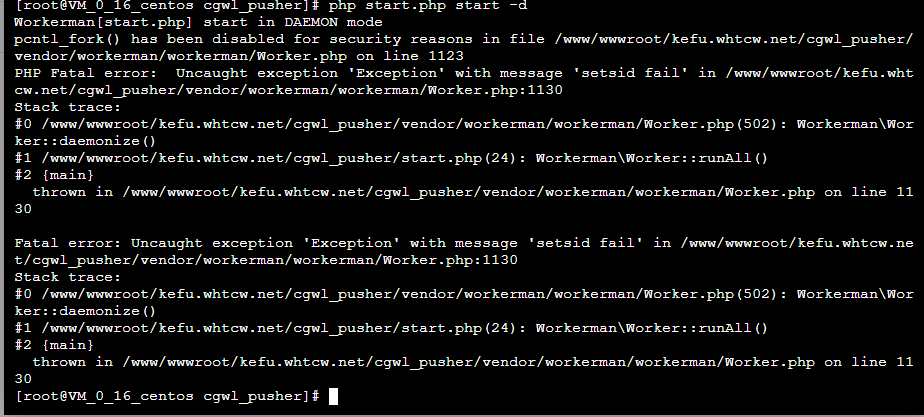 [root@VM_0_16_centos cgwl_pusher]# php start.php start -d
Workerman[start.php] start in DAEMON mode
pcntl_fork() has been disabled for security reasons in file /www/wwwroot/kefu.whtcw.net/cgwl_pusher/
vendor/workerman/workerman/Worker.php on line 1123
PHP Fatal error:  Uncaught exception 'Exception' with message 'setsid fail' in /www/wwwroot/kefu.wht
cw.net/cgwl_pusher/vendor/workerman/workerman/Worker.php:1130
Stack trace:
#0 /www/wwwroot/kefu.whtcw.net/cgwl_pusher/vendor/workerman/workerman/Worker.php(502): Workerman\Wor
ker::daemonize()
#1 /www/wwwroot/kefu.whtcw.net/cgwl_pusher/start.php(24): Workerman\Worker::runAll()
#2 {main}
  thrown in /www/wwwroot/kefu.whtcw.net/cgwl_pusher/vendor/workerman/workerman/Worker.php on line 11
30

Fatal error: Uncaught exception 'Exception' with message 'setsid fail' in /www/wwwroot/kefu.whtcw.ne
t/cgwl_pusher/vendor/workerman/workerman/Worker.php:1130
Stack trace:
#0 /www/wwwroot/kefu.whtcw.net/cgwl_pusher/vendor/workerman/workerman/Worker.php(502): Workerman\Wor
ker::daemonize()
#1 /www/wwwroot/kefu.whtcw.net/cgwl_pusher/start.php(24): Workerman\Worker::runAll()
#2 {main}
  thrown in /www/wwwroot/kefu.whtcw.net/cgwl_pusher/vendor/workerman/workerman/Worker.php on line 11
30
[root@VM_0_16_centos cgwl_pusher]#